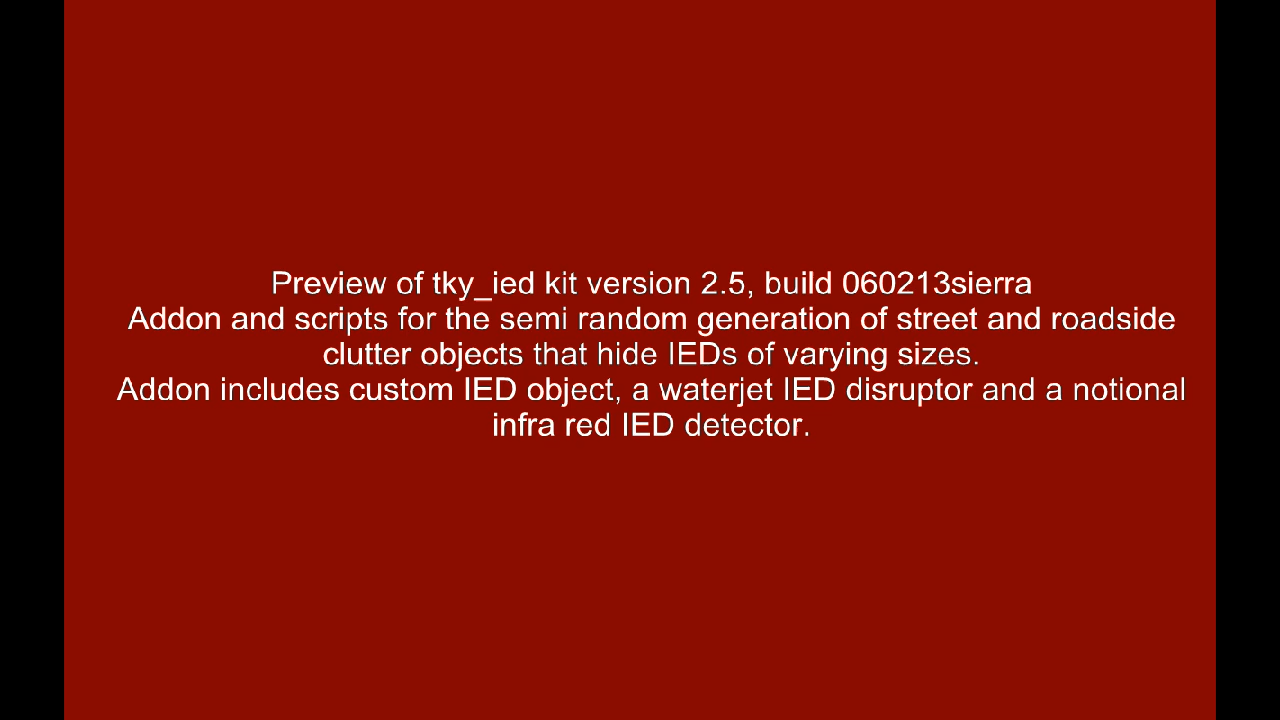 Preview of tky_ied kit version 2.5, build 060213sierra
Addon and scripts for the semi random generation of street and roadside
clutter objects that hide IEDs of varying sizes.
Addon includes custom IED object, a waterjet IED disruptor and a notional
infra red IED detector.